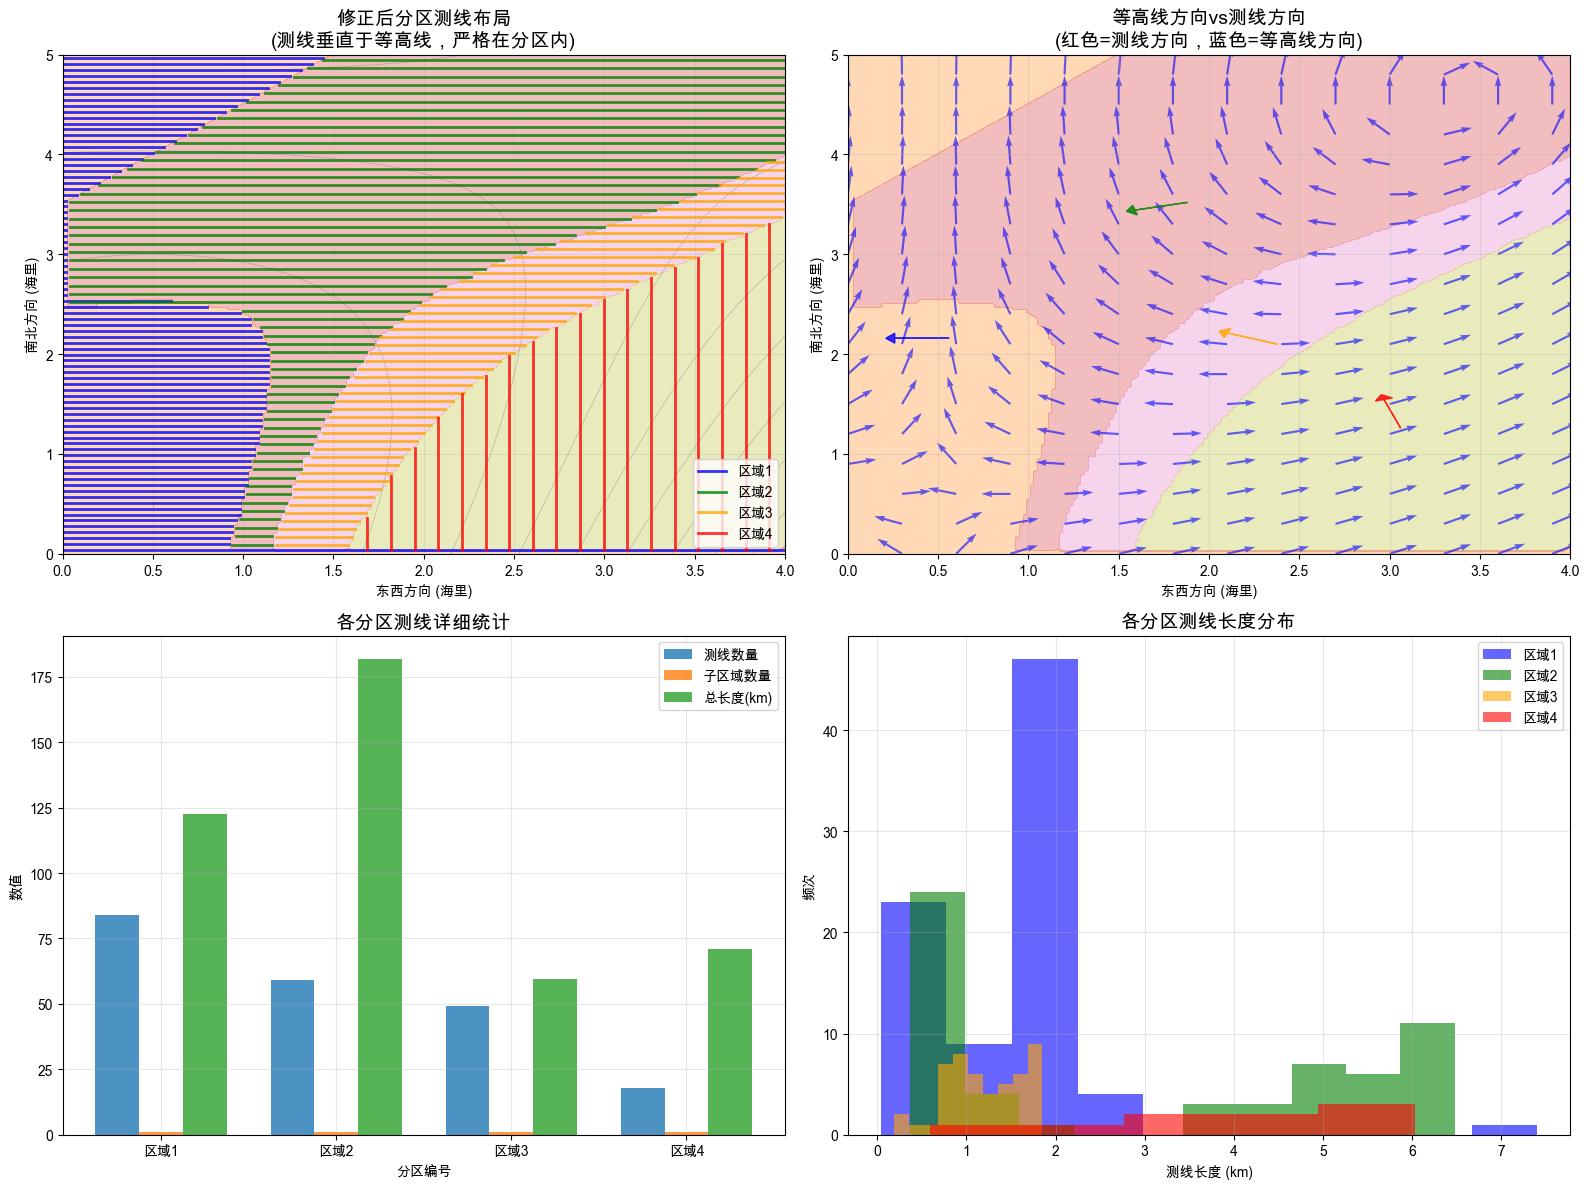 修正后分区测线布局
(测线垂直于等高线，严格在分区内)
南北方向 (海里)
5
4
3
2
1
0
0.0 0.5 1.0 1.5 2.0 2.5 3.0 3.5 4.0
东西方向 (海里)
区域1
区域2
区域3
区域4
等高线方向vs测线方向
(红色=测线方向，蓝色=等高线方向)
南北方向 (海里)
5
4
3
2
1
0
0.0 0.5 1.0 1.5 2.0 2.5 3.0 3.5 4.0
东西方向 (海里)
各分区测线详细统计
数值
175
150
125
100
75
50
25
0
区域1 区域2 区域3 区域4
分区编号
测线数量
子区域数量
总长度(km)
各分区测线长度分布
频次
40
30
20
10
0
0 1 2 3 4 5 6 7
测线长度 (km)
区域1
区域2
区域3
区域4